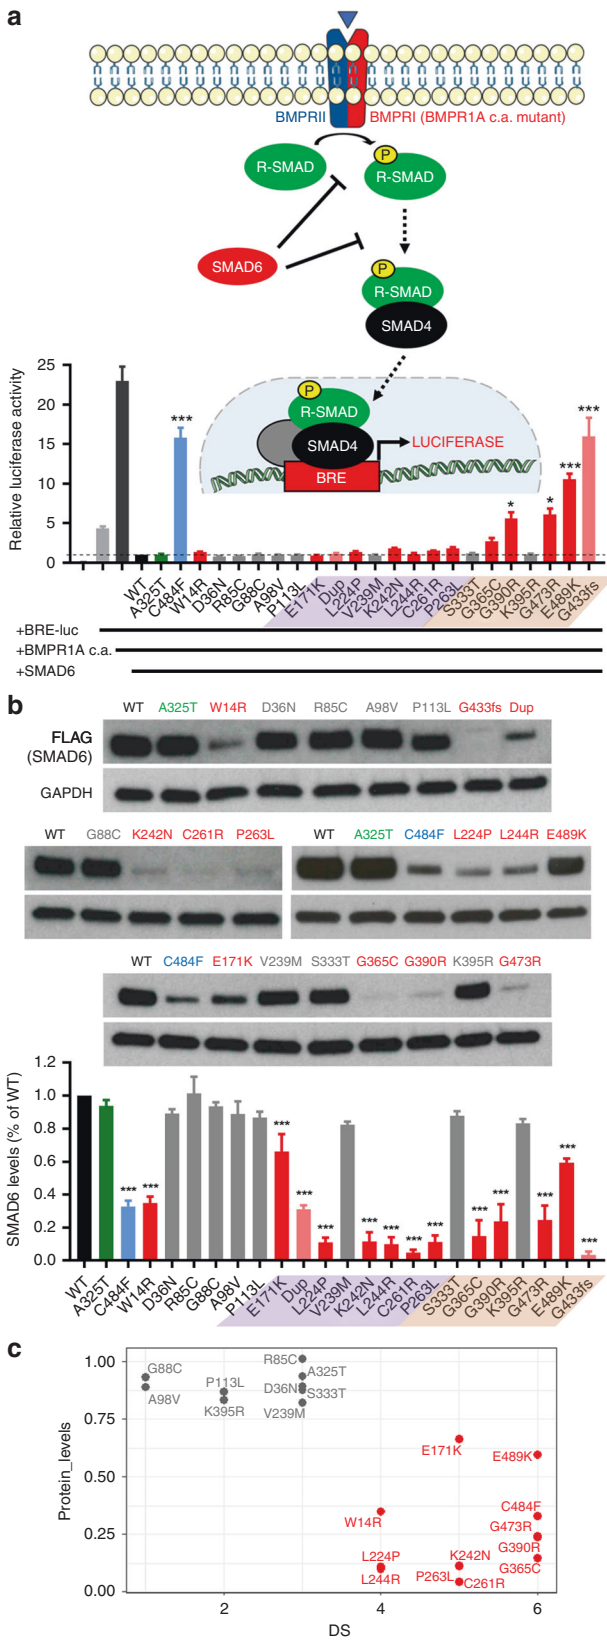 a
BMPRII
BMPRI (BMPR1A c.a. mutant)
R-SMAD
P
R-SMAD
SMAD6
P
R-SMAD
SMAD4
Relative luciferase activity
25
20
15
10
5
0
***
*
*
***
***
P
R-SMAD
SMAD4
BRE
LUCIFERASE
WT
A325T
C484F
W14R
D36N
R85C
G88C
A98V
P113L
E171K
Dup
L224P
V239M
K242N
L244R
C261R
P263L
S333T
G365C
G390R
K395R
G473R
E489K
G433fs
+BRE-luc
+BMPR1A c.a.
+SMAD6
b
WT A325T W14R D36N R85C A98V P113L G433fs Dup
FLAG
(SMAD6)
GAPDH
WT G88C K242N C261R P263L
WT A325T C484F L224P L244R E489K
WT C484F E171K V239M S333T G365C G390R K395R G473R
SMAD6 levels (% of WT)
1.2
1.0
0.8
0.6
0.4
0.2
0.0
***
***
***
***
***
***
***
***
***
***
***
***
***
***
WT
A325T
C484F
W14R
D36N
R85C
G88C
A98V
P113L
E171K
Dup
L224P
V239M
K242N
L244R
C261R
P263L
S333T
G365C
G390R
K395R
G473R
E489K
G433fs
c
Protein_levels
1.00
0.75
0.50
0.25
0.00
G88C
A98V
P113L
K395R
R85C
A325T
D36N
S333T
V239M
E171K
E489K
W14R
C484F
G473R
G390R
G365C
L224P
L244R
K242N
P263L
C261R
2
4
6
DS